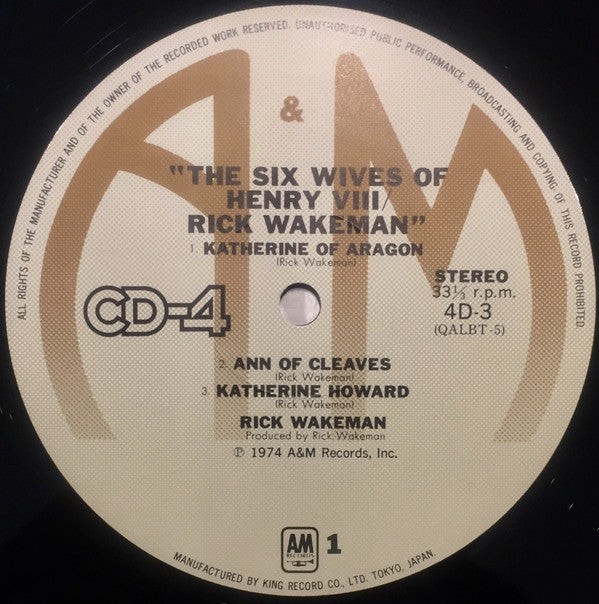 ALL RIGHTS OF THE MANUFACTURER AND OF THE OWNER OF THE RECORDED WORK RESERVED. UNAUTHORISED PUBLIC PERFORMANCE, BROADCASTING AND COPYING OF THIS RECORD PROHIBITED
A & M
"THE SIX WIVES OF
HENRY VIII/
RICK WAKEMAN"
1. KATHERINE OF ARAGON
(Rick Wakeman)
CD-4
STEREO
33⅓ r.p.m.
4D-3
(QALBT-5)
2. ANN OF CLEAVES
(Rick Wakeman)
3. KATHERINE HOWARD
(Rick Wakeman)
RICK WAKEMAN
Produced by Rick Wakeman
℗ 1974 A&M Records, Inc.
AM
RECORDS
1
MANUFACTURED BY KING RECORD CO., LTD. TOKYO, JAPAN.